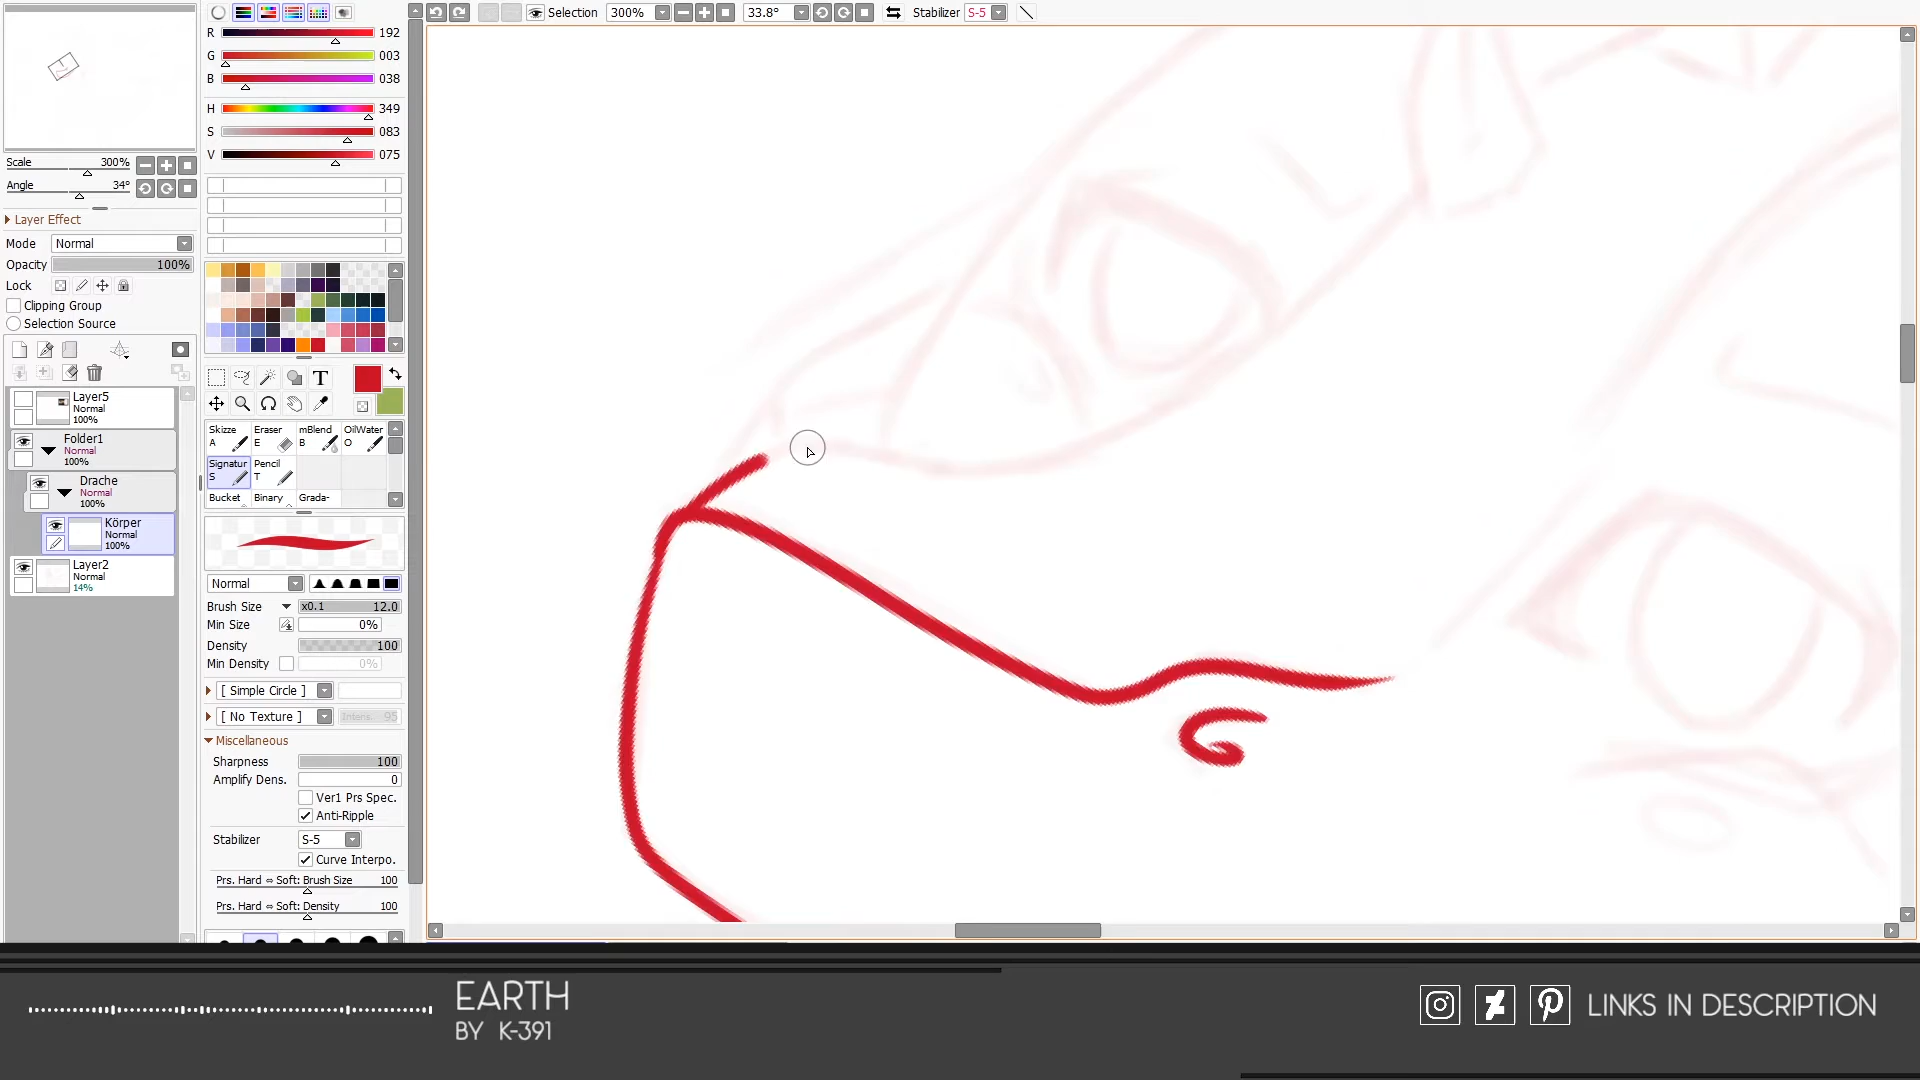 Selection 300% 33.8° Stabilizer S-5
R 192
G 003
B 038
H 349
S 083
V 075
Scale 300%
Angle 34°
Layer Effect
Mode Normal
Opacity 100%
Lock
Clipping Group
Selection Source
Layer5
Normal
100%
Folder1
Normal
100%
Drache
Normal
100%
Körper
Normal
100%
Layer2
Normal
14%
T
Skizze Eraser mBlend OilWater
A E B O
Signatur Pencil
S T
Bucket Binary Grada-
Normal
Brush Size x0.1 12.0
Min Size 0%
Density 100
Min Density 0%
[ Simple Circle ]
[ No Texture ] Intens. 95
Miscellaneous
Sharpness 100
Amplify Dens. 0
Ver1 Prs Spec.
Anti-Ripple
Stabilizer S-5
Curve Interpo.
Prs. Hard ⇔ Soft: Brush Size 100
Prs. Hard ⇔ Soft: Density 100
EARTH
BY K-391
LINKS IN DESCRIPTION